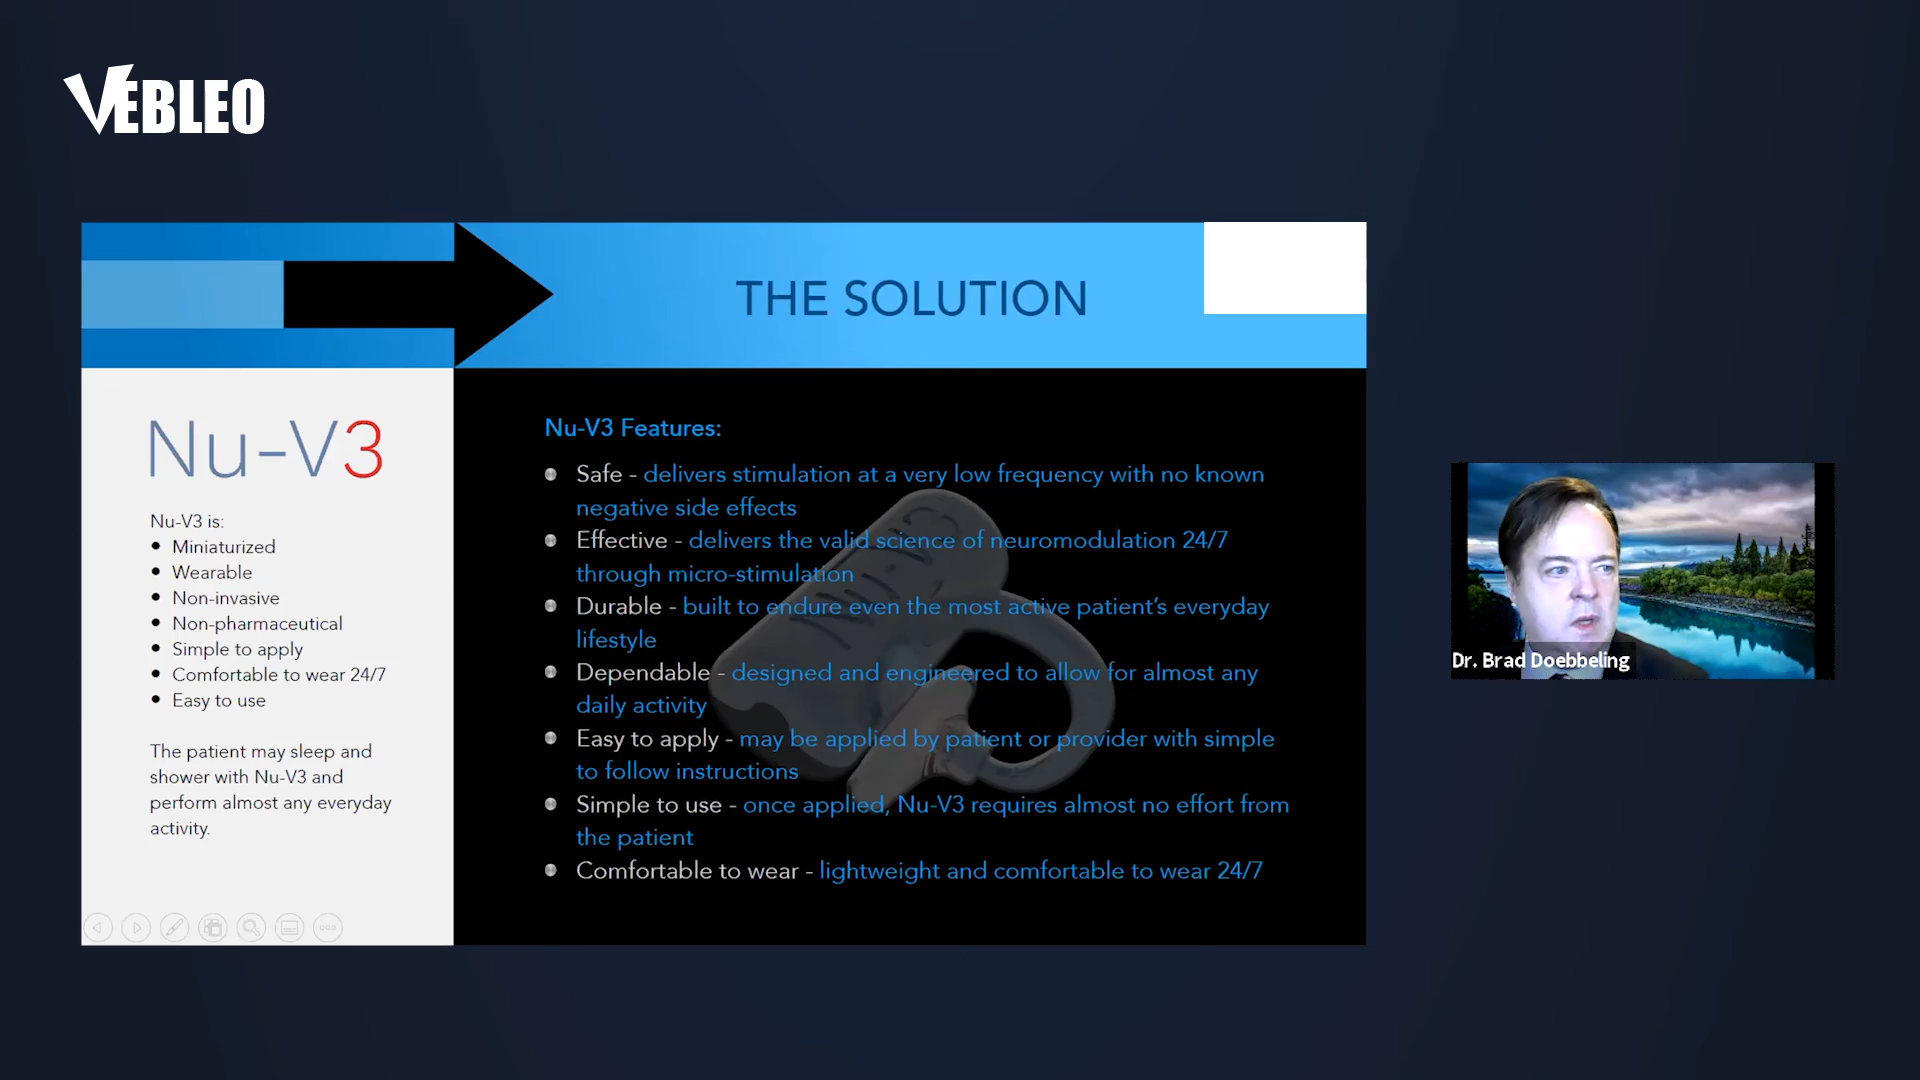 VEBLEO
THE SOLUTION
Nu-V3
Nu-V3 is:
• Miniaturized
• Wearable
• Non-invasive
• Non-pharmaceutical
• Simple to apply
• Comfortable to wear 24/7
• Easy to use
The patient may sleep and
shower with Nu-V3 and
perform almost any everyday
activity.
Nu-V3 Features:
Safe - delivers stimulation at a very low frequency with no known
negative side effects
Effective - delivers the valid science of neuromodulation 24/7
through micro-stimulation
Durable - built to endure even the most active patient's everyday
lifestyle
Dependable - designed and engineered to allow for almost any
daily activity
Easy to apply - may be applied by patient or provider with simple
to follow instructions
Simple to use - once applied, Nu-V3 requires almost no effort from
the patient
Comfortable to wear - lightweight and comfortable to wear 24/7
NU-V3
Dr. Brad Doebbeling